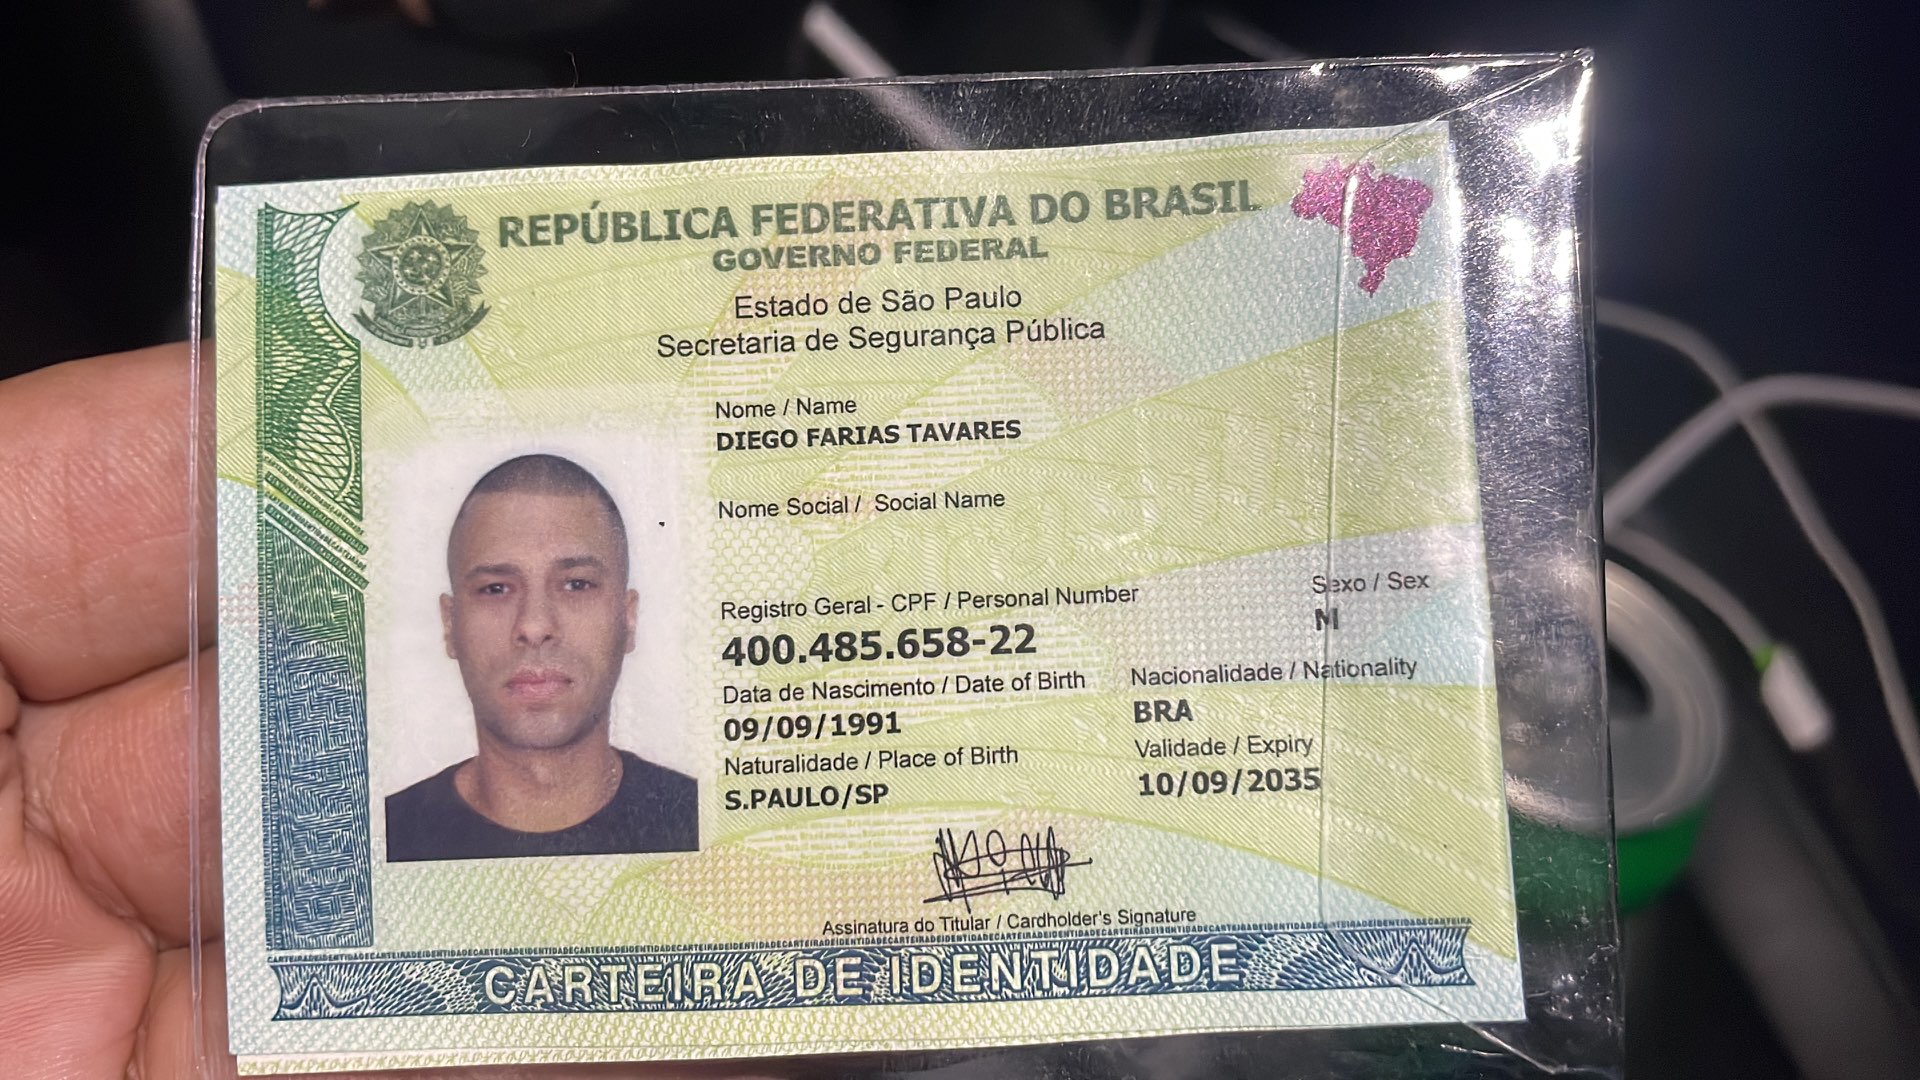 REPÚBLICA FEDERATIVA DO BRASIL
GOVERNO FEDERAL
Estado de São Paulo
Secretaria de Segurança Pública
Nome / Name
DIEGO FARIAS TAVARES
Nome Social / Social Name
Registro Geral - CPF / Personal Number
Sexo / Sex
400.485.658-22
M
Data de Nascimento / Date of Birth
Nacionalidade / Nationality
09/09/1991
BRA
Naturalidade / Place of Birth
Validade / Expiry
S.PAULO/SP
10/09/2035
Assinatura do Titular / Cardholder's Signature
CARTEIRA DE IDENTIDADE